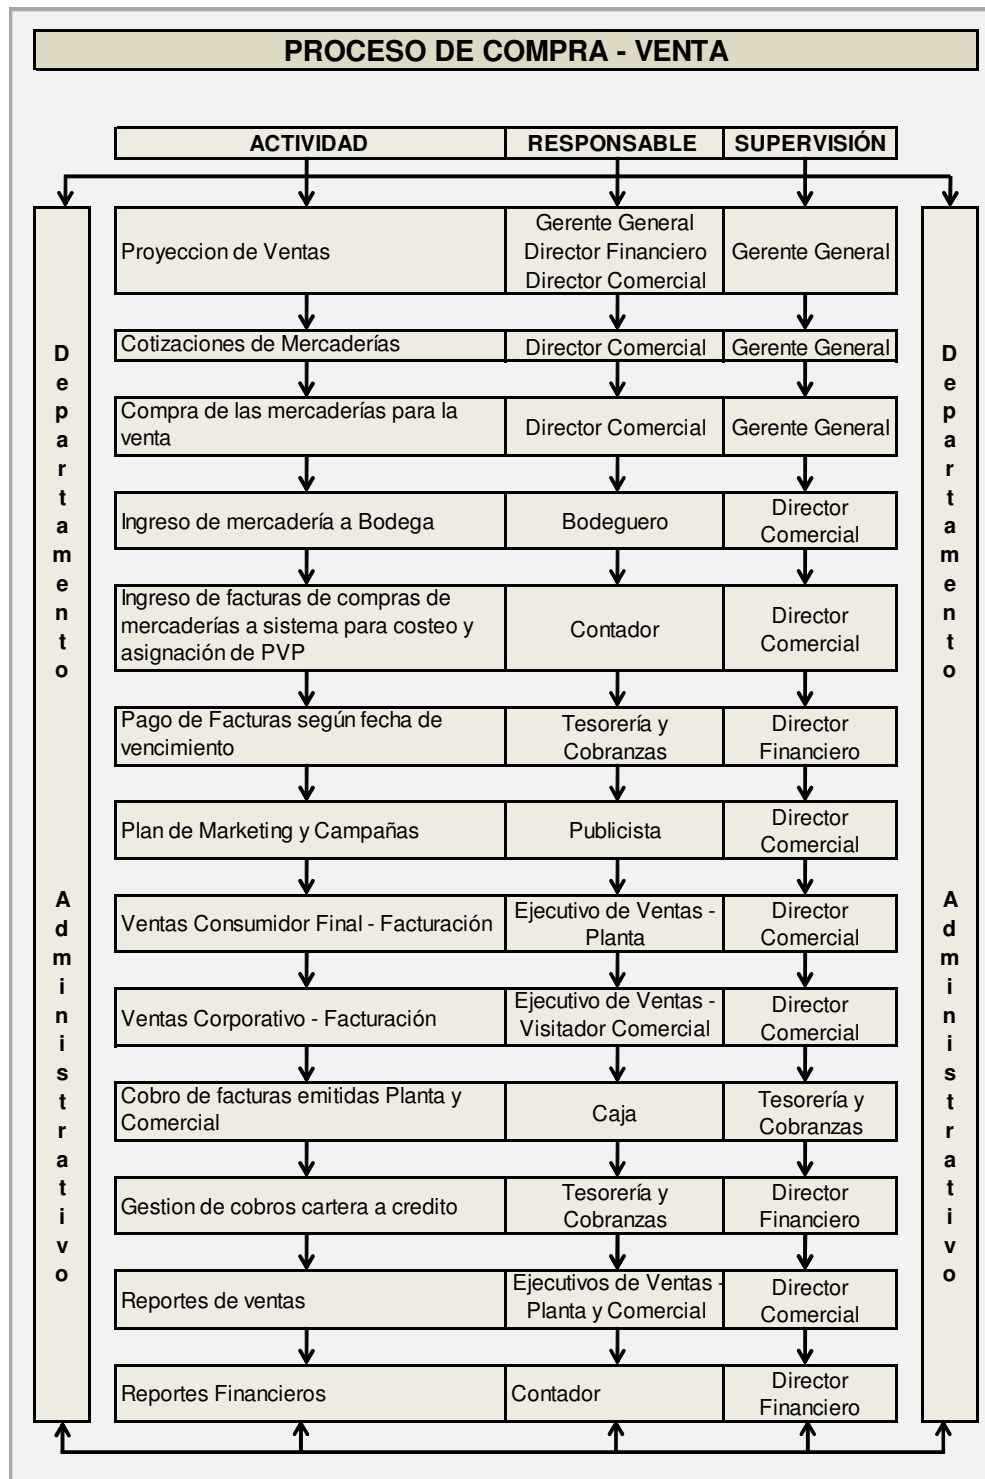 PROCESO DE COMPRA - VENTA
ACTIVIDAD
RESPONSABLE
SUPERVISIÓN
Departamento
Administrativo
Proyeccion de Ventas
Gerente General
Director Financiero
Director Comercial
Gerente General
Cotizaciones de Mercaderías
Director Comercial
Gerente General
Compra de las mercaderías para la
venta
Director Comercial
Gerente General
Ingreso de mercadería a Bodega
Bodeguero
Director
Comercial
Ingreso de facturas de compras de
mercaderías a sistema para costeo y
asignación de PVP
Contador
Director
Comercial
Pago de Facturas según fecha de
vencimiento
Tesorería y
Cobranzas
Director
Financiero
Plan de Marketing y Campañas
Publicista
Director
Comercial
Ventas Consumidor Final - Facturación
Ejecutivo de Ventas -
Planta
Director
Comercial
Ventas Corporativo - Facturación
Ejecutivo de Ventas -
Visitador Comercial
Director
Comercial
Cobro de facturas emitidas Planta y
Comercial
Caja
Tesorería y
Cobranzas
Gestion de cobros cartera a credito
Tesorería y
Cobranzas
Director
Financiero
Reportes de ventas
Ejecutivos de Ventas -
Planta y Comercial
Director
Comercial
Reportes Financieros
Contador
Director
Financiero
Departamento
Administrativo